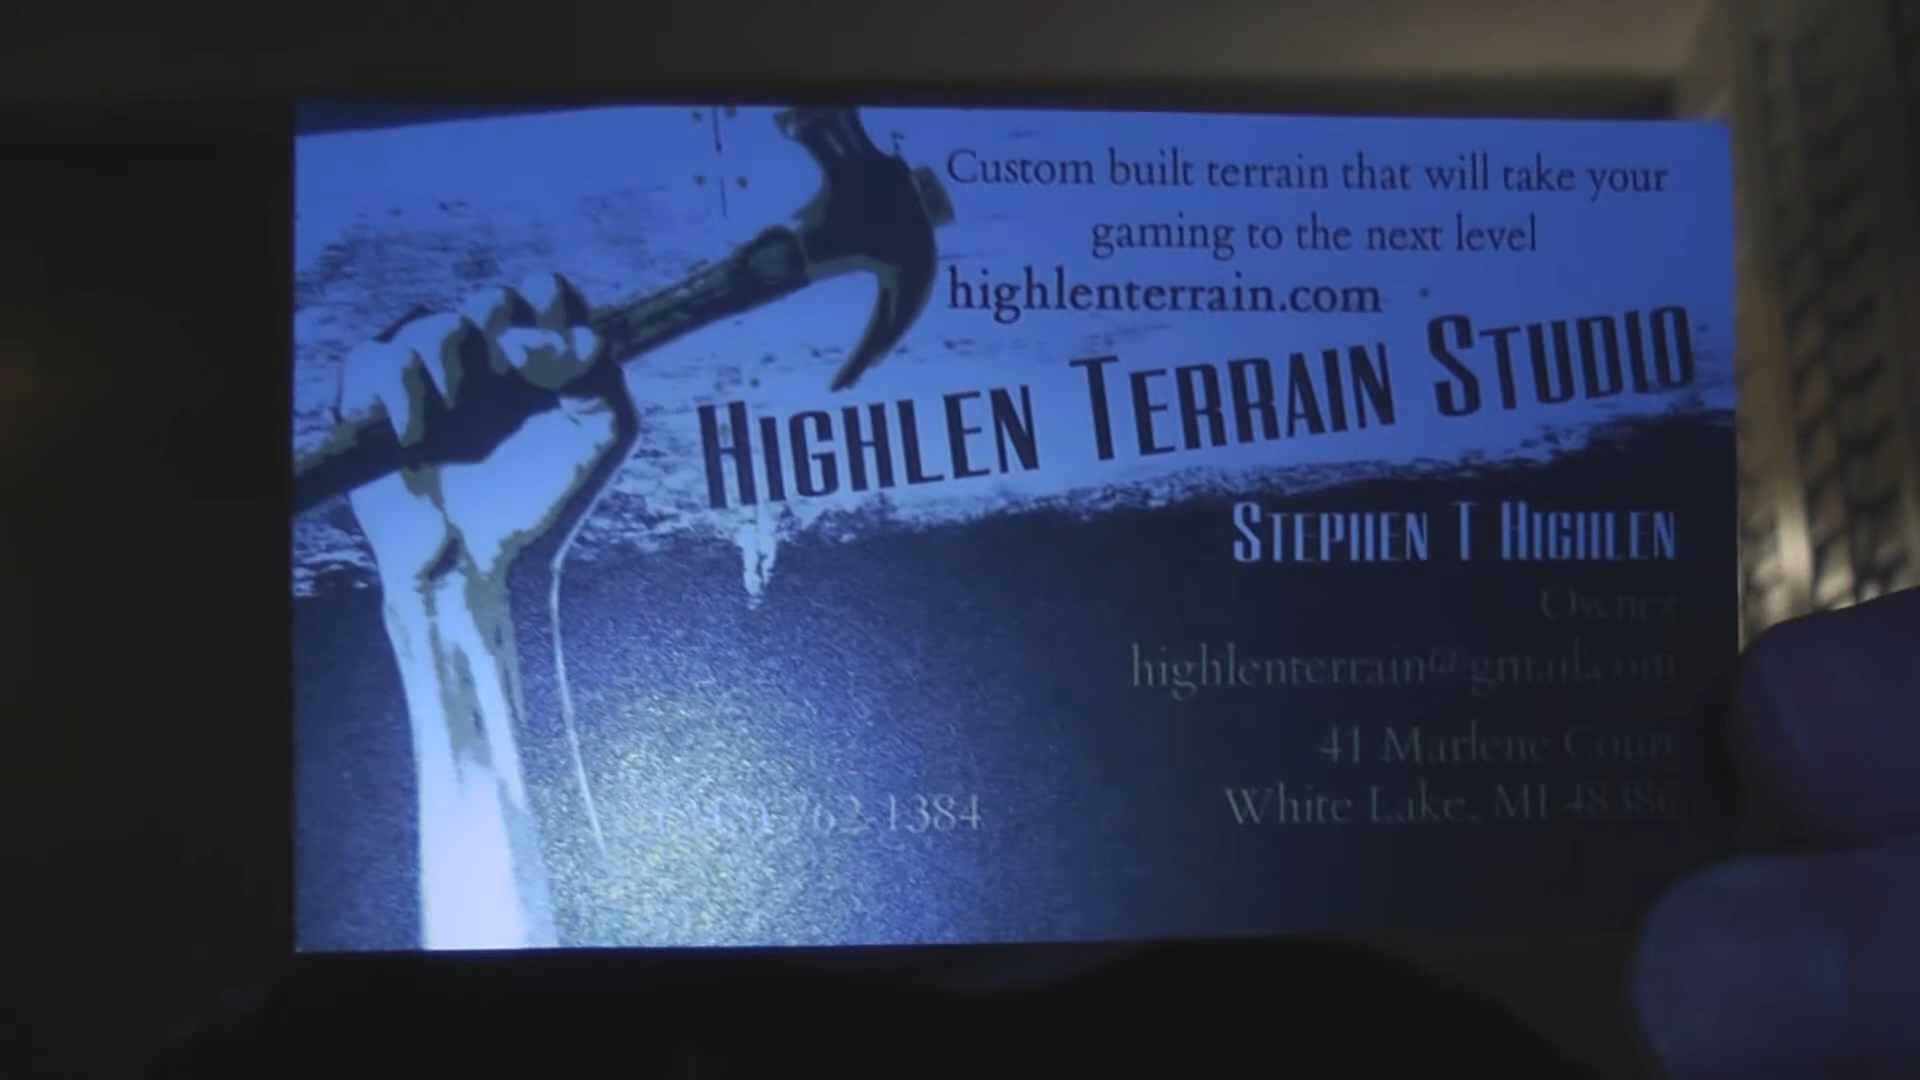 Custom built terrain that will take your
gaming to the next level
highlenterrain.com
HIGHLEN TERRAIN STUDIO
STEPHEN T HIGHLEN
Owner
highlenterrain@gmail.com
41 Marlene Court
White Lake, MI
762-1384